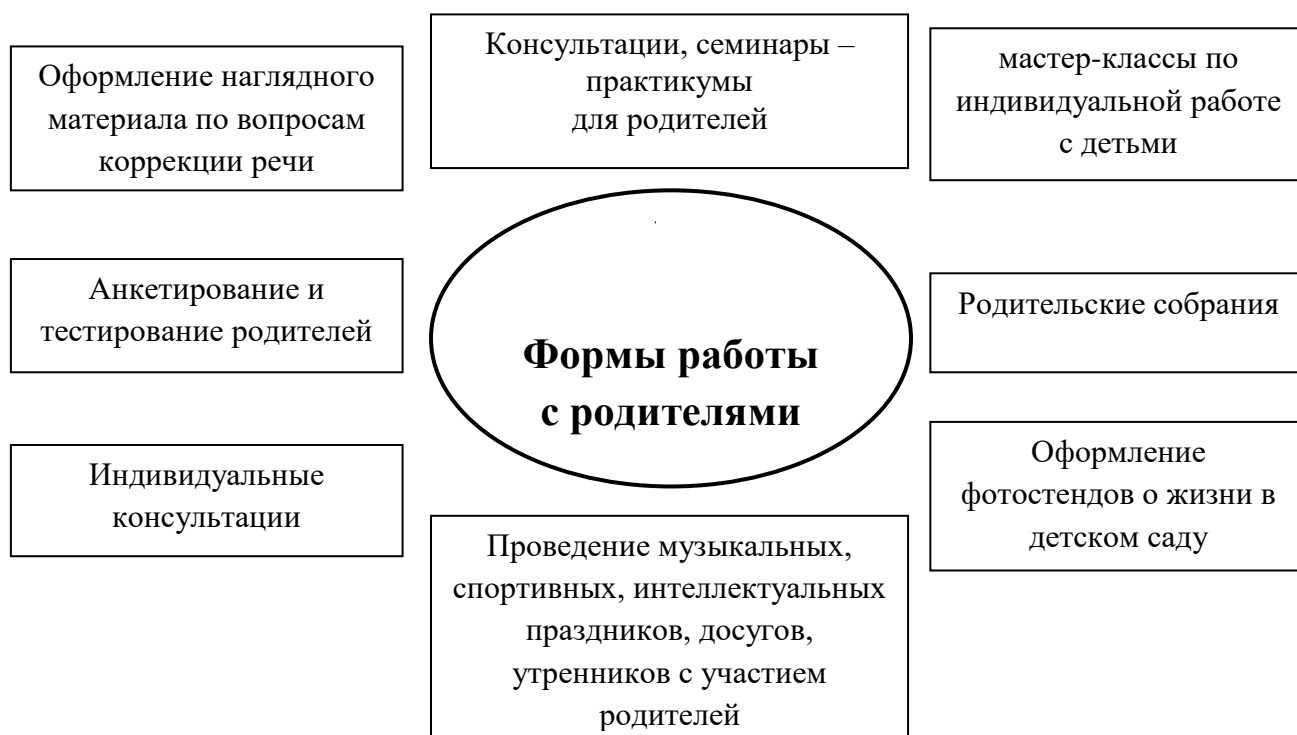 Оформление наглядного
материала по вопросам
коррекции речи
Консультации, семинары –
практикумы
для родителей
мастер-классы по
индивидуальной работе
с детьми
Анкетирование и
тестирование родителей
Формы работы
с родителями
Родительские собрания
Индивидуальные
консультации
Оформление
фотостендов о жизни в
детском саду
Проведение музыкальных,
спортивных, интеллектуальных
праздников, досугов,
утренников с участием
родителей